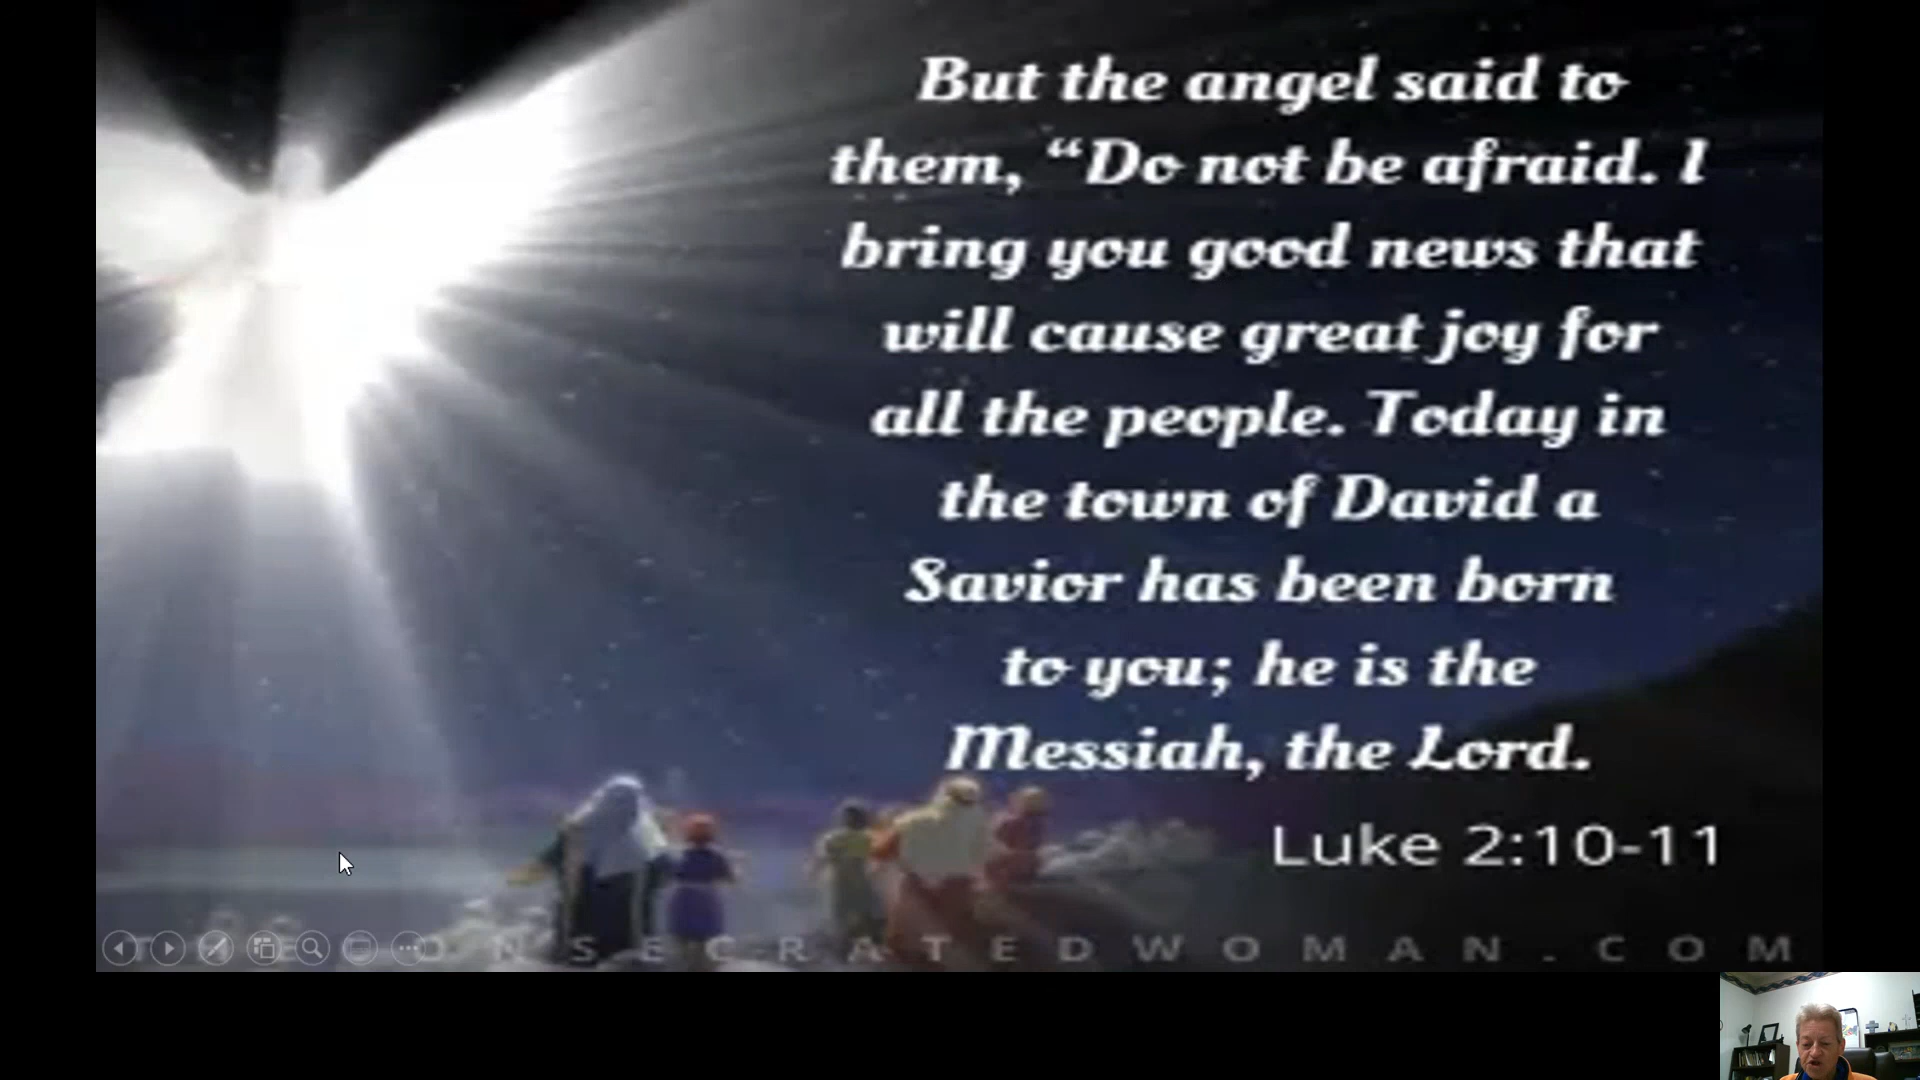 But the angel said to
them, “Do not be afraid. I
bring you good news that
will cause great joy for
all the people. Today in
the town of David a
Savior has been born
to you; he is the
Messiah, the Lord.
Luke 2:10-11
THECONSECRATEDWOMAN.COM